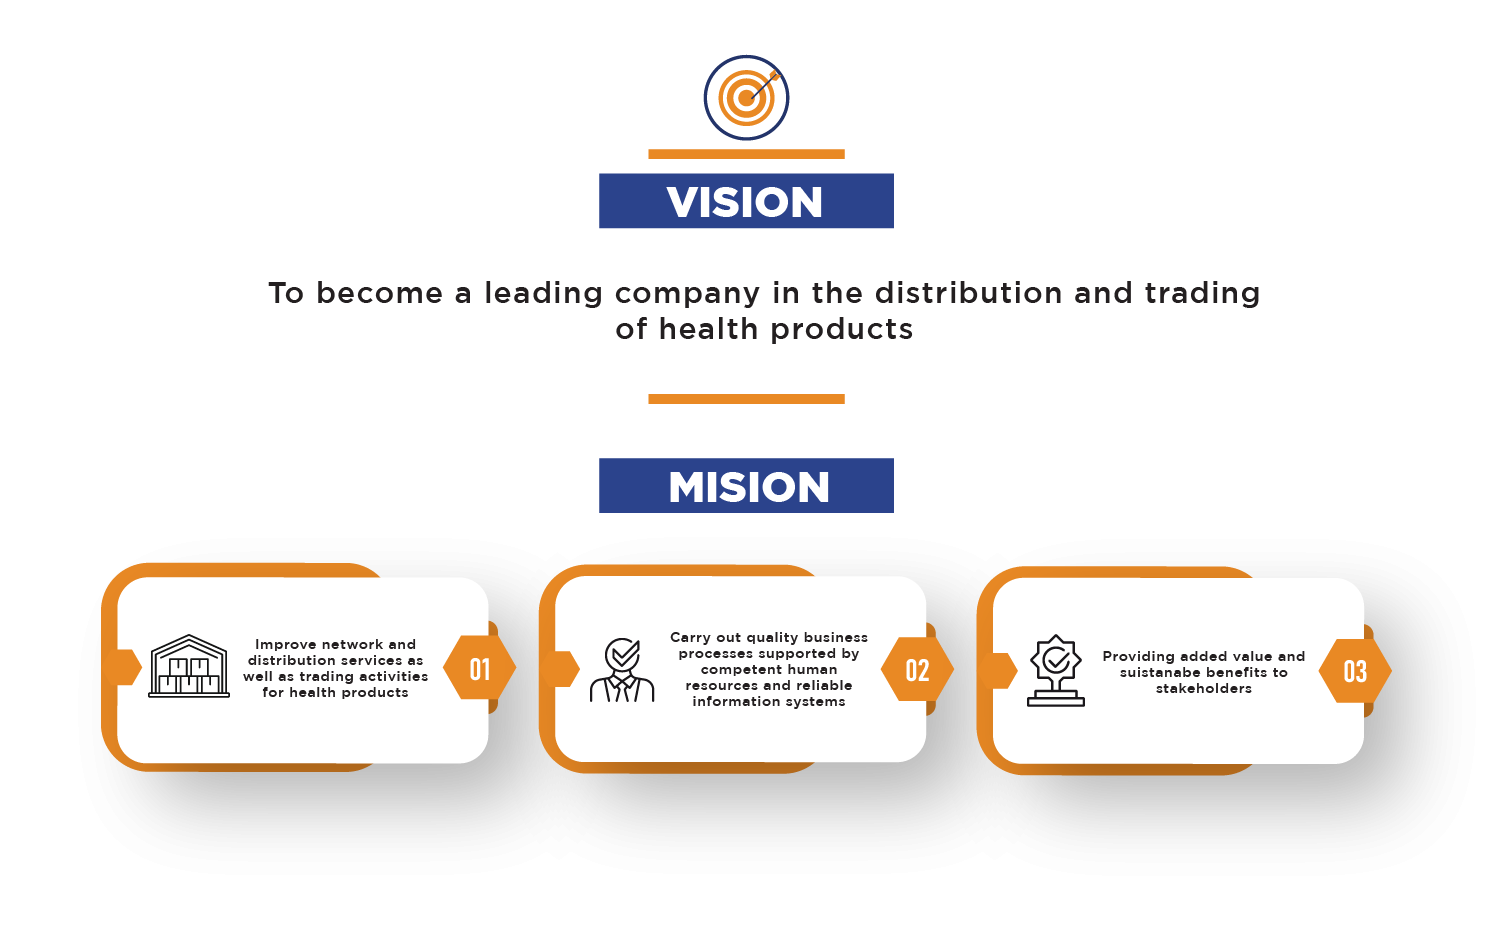 VISION
To become a leading company in the distribution and trading
of health products
MISION
Improve network and
distribution services as
well as trading activities
for health products
01
Carry out quality business
processes supported by
competent human
resources and reliable
information systems
02
Providing added value and
suistanabe benefits to
stakeholders
03